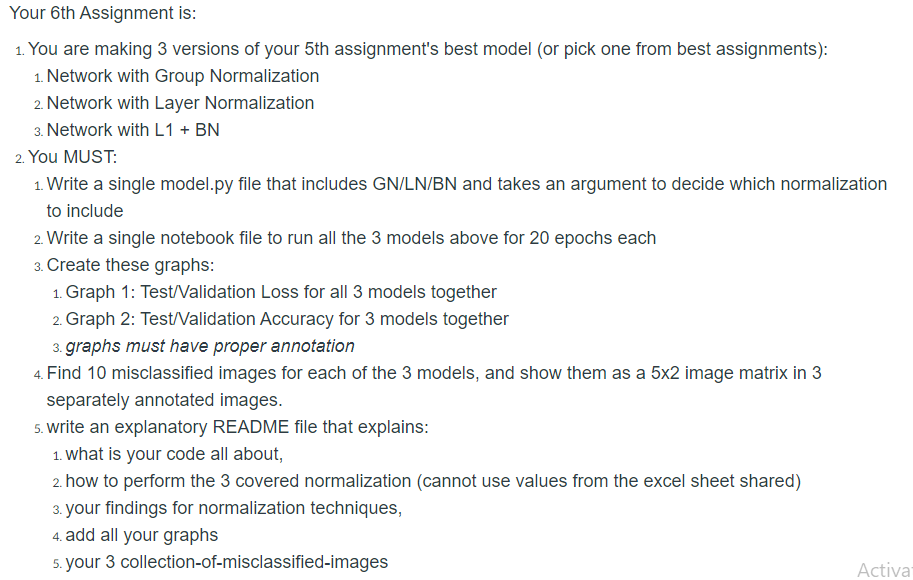 Your 6th Assignment is:
1. You are making 3 versions of your 5th assignment's best model (or pick one from best assignments):
1. Network with Group Normalization
2. Network with Layer Normalization
3. Network with L1 + BN
2. You MUST:
1. Write a single model.py file that includes GN/LN/BN and takes an argument to decide which normalization
to include
2. Write a single notebook file to run all the 3 models above for 20 epochs each
3. Create these graphs:
1. Graph 1: Test/Validation Loss for all 3 models together
2. Graph 2: Test/Validation Accuracy for 3 models together
3. graphs must have proper annotation
4. Find 10 misclassified images for each of the 3 models, and show them as a 5x2 image matrix in 3
separately annotated images.
5. write an explanatory README file that explains:
1. what is your code all about,
2. how to perform the 3 covered normalization (cannot use values from the excel sheet shared)
3. your findings for normalization techniques,
4. add all your graphs
5. your 3 collection-of-misclassified-images
Activa